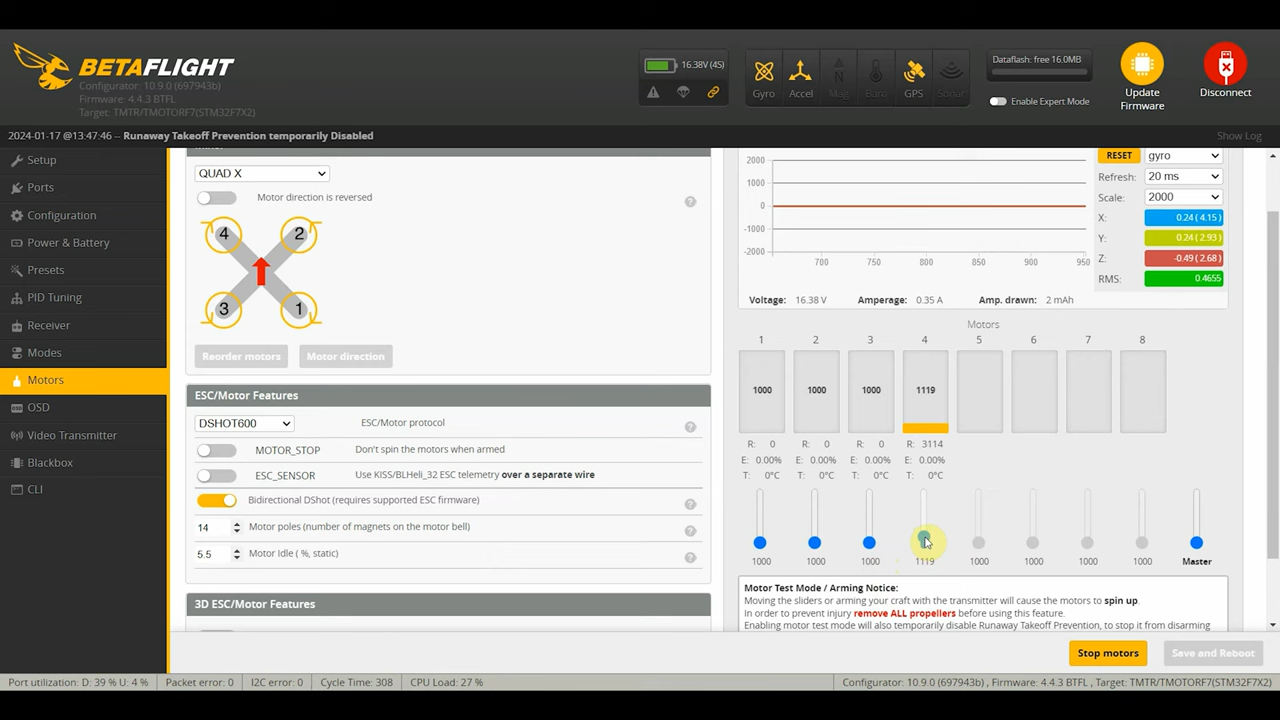 BETAFLIGHT
Configurator: 10.9.0 (697943b)
Firmware: 4.4.3 BTFL
Target: TMTR/TMOTORF7(STM32F7X2)
16.38V (4S)
Gyro
Accel
Mag
Baro
GPS
Sonar
Dataflash: free 16.0MB
Enable Expert Mode
Update
Firmware
Disconnect
2024-01-17 @13:47:46 -- Runaway Takeoff Prevention temporarily Disabled
Show Log
Setup
Ports
Configuration
Power & Battery
Presets
PID Tuning
Receiver
Modes
Motors
OSD
Video Transmitter
Blackbox
CLI
QUAD X
Motor direction is reversed
4 2
3 1
Reorder motors Motor direction
ESC/Motor Features
DSHOT600 ESC/Motor protocol
MOTOR_STOP Don't spin the motors when armed
ESC_SENSOR Use KISS/BLHeli_32 ESC telemetry over a separate wire
Bidirectional DShot (requires supported ESC firmware)
14 Motor poles (number of magnets on the motor bell)
5.5 Motor Idle ( %, static)
3D ESC/Motor Features
2000
1000
0
-1000
-2000
700 750 800 850 900 950
RESET gyro
Refresh: 20 ms
Scale: 2000
X: 0.24 ( 4.15 )
Y: 0.24 ( 2.93 )
Z: -0.49 ( 2.68 )
RMS: 0.4655
Voltage: 16.38 V Amperage: 0.35 A Amp. drawn: 2 mAh
Motors
1 2 3 4 5 6 7 8
1000 1000 1000 1119
R: 0 R: 0 R: 0 R: 3114
E: 0.00% E: 0.00% E: 0.00% E: 0.00%
T: 0°C T: 0°C T: 0°C T: 0°C
1000 1000 1000 1119 1000 1000 1000 1000 Master
Motor Test Mode / Arming Notice:
Moving the sliders or arming your craft with the transmitter will cause the motors to spin up.
In order to prevent injury remove ALL propellers before using this feature.
Enabling motor test mode will also temporarily disable Runaway Takeoff Prevention, to stop it from disarming
Stop motors Save and Reboot
Port utilization: D: 39 % U: 4 % Packet error: 0 I2C error: 0 Cycle Time: 308 CPU Load: 27 %
Configurator: 10.9.0 (697943b) , Firmware: 4.4.3 BTFL , Target: TMTR/TMOTORF7(STM32F7X2)